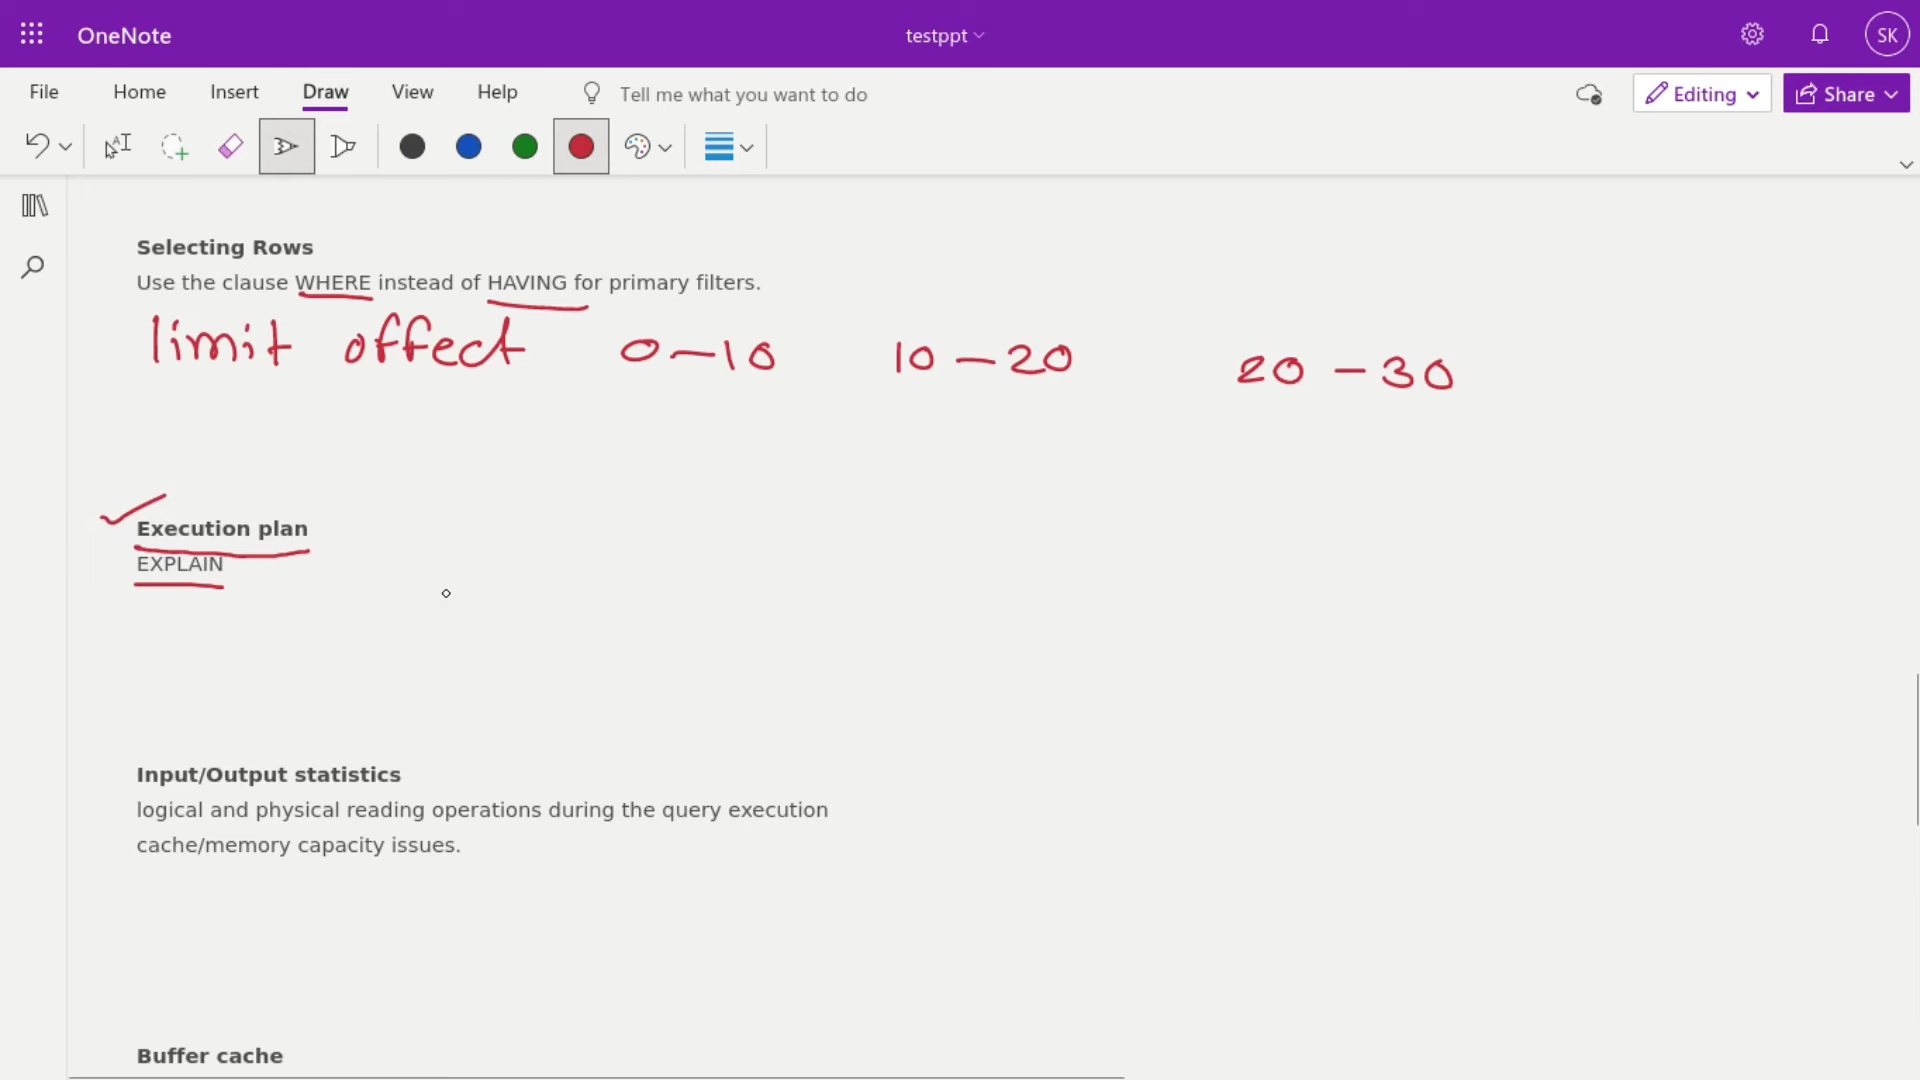 OneNote
testppt
SK
File Home Insert Draw View Help Tell me what you want to do
Editing Share
Selecting Rows
Use the clause WHERE instead of HAVING for primary filters.
limit offect 0-10 10-20 20-30
Execution plan
EXPLAIN
Input/Output statistics
logical and physical reading operations during the query execution
cache/memory capacity issues.
Buffer cache